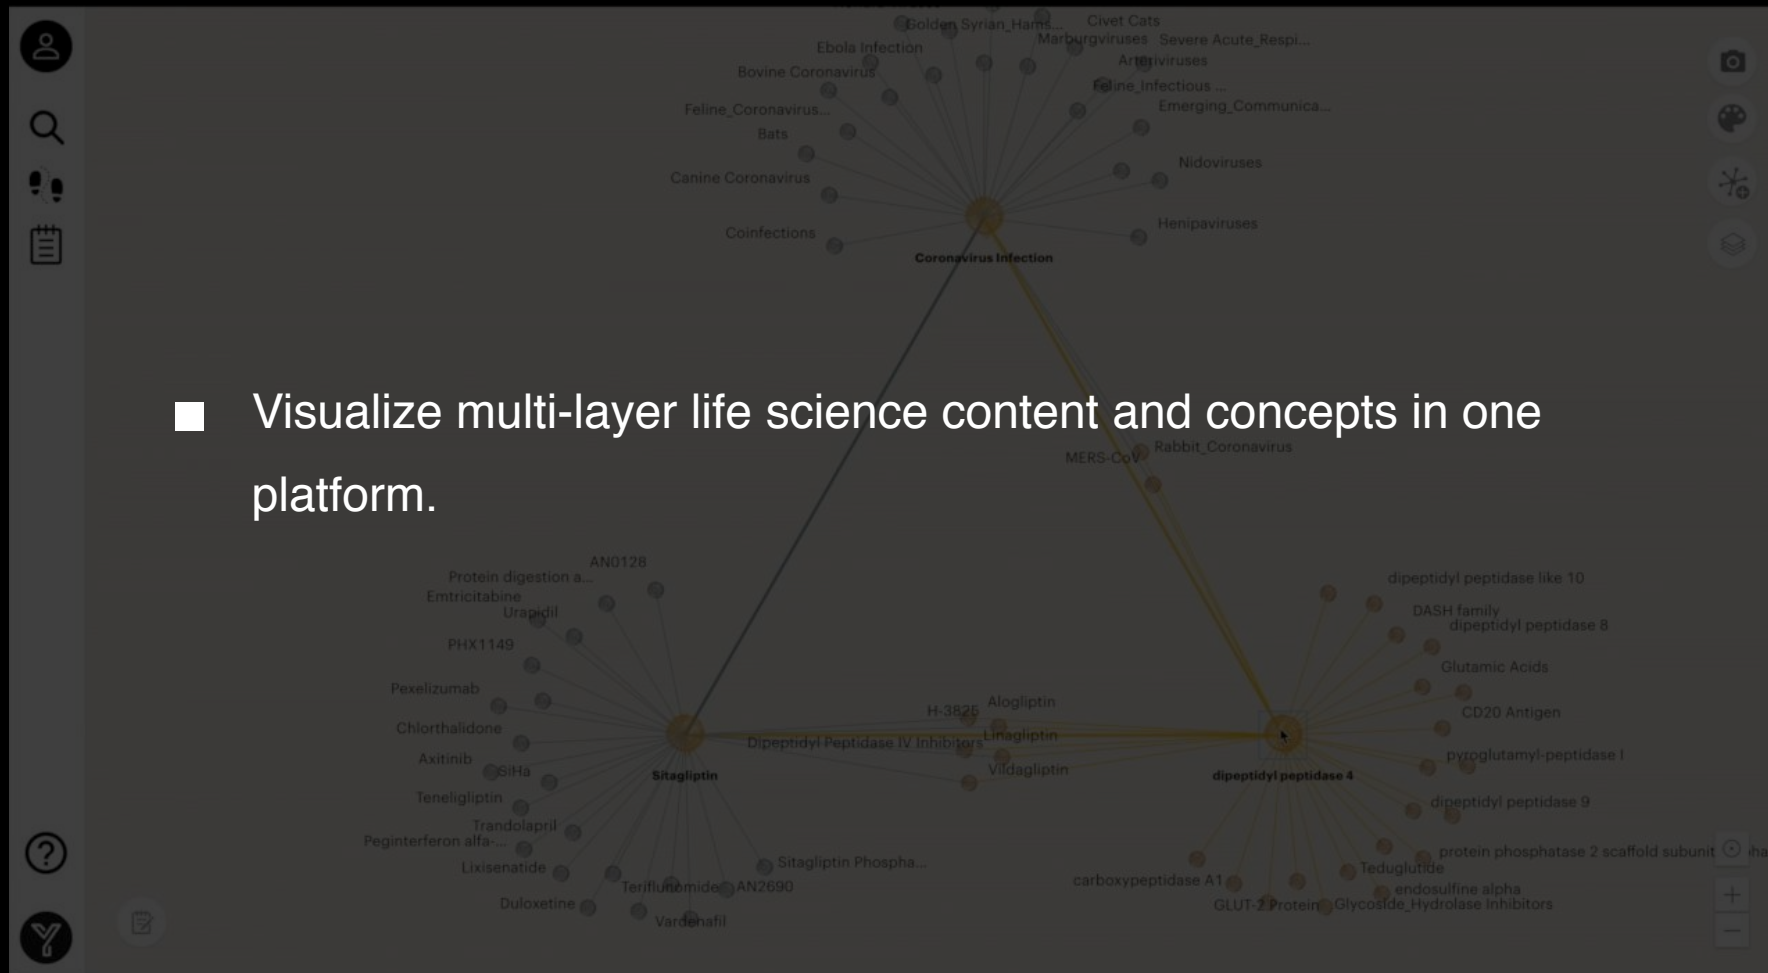 Golden Syrian_Hams...
Civet Cats
Ebola Infection
Marburgviruses
Severe Acute_Respi...
Bovine Coronavirus
Arteriviruses
Feline_Infectious ...
Feline_Coronavirus...
Emerging_Communica...
Bats
Nidoviruses
Canine Coronavirus
Coinfections
Henipaviruses
Coronavirus Infection
■ Visualize multi-layer life science content and concepts in one
platform.
Rabbit_Coronavirus
MERS-CoV
AN0128
Protein digestion a...
dipeptidyl peptidase like 10
Emtricitabine
Urapidil
DASH family
dipeptidyl peptidase 8
PHX1149
Glutamic Acids
Pexelizumab
Alogliptin
H-3825
CD20 Antigen
Chlorthalidone
Dipeptidyl Peptidase IV Inhibitors
Linagliptin
Axitinib
SiHa
Vildagliptin
pyroglutamyl-peptidase I
Sitagliptin
dipeptidyl peptidase 4
Teneligliptin
dipeptidyl peptidase 9
Trandolapril
Peginterferon alfa-...
protein phosphatase 2 scaffold subunit
Lixisenatide
Sitagliptin Phospha...
Teduglutide
Teriflunomide
AN2690
carboxypeptidase A1
endosulfine alpha
Duloxetine
GLUT-2 Protein
Glycoside_Hydrolase Inhibitors
Vardenafil